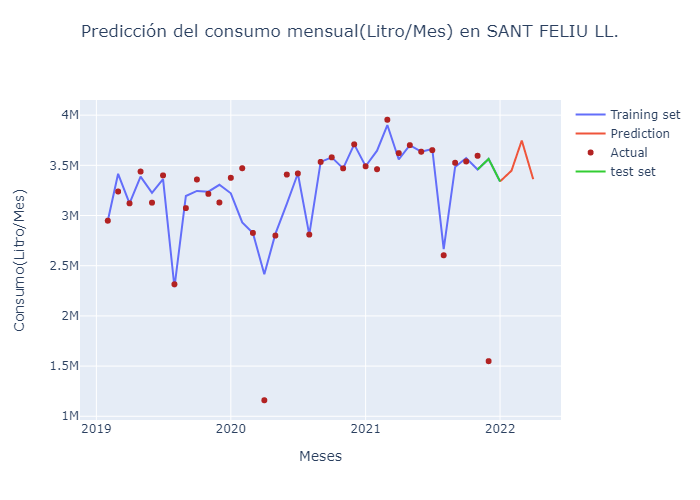 Predicción del consumo mensual(Litro/Mes) en SANT FELIU LL.
4M
3.5M
3M
2.5M
2M
1.5M
1M
Consumo(Litro/Mes)
2019
2020
2021
2022
Meses
Training set
Prediction
Actual
test set